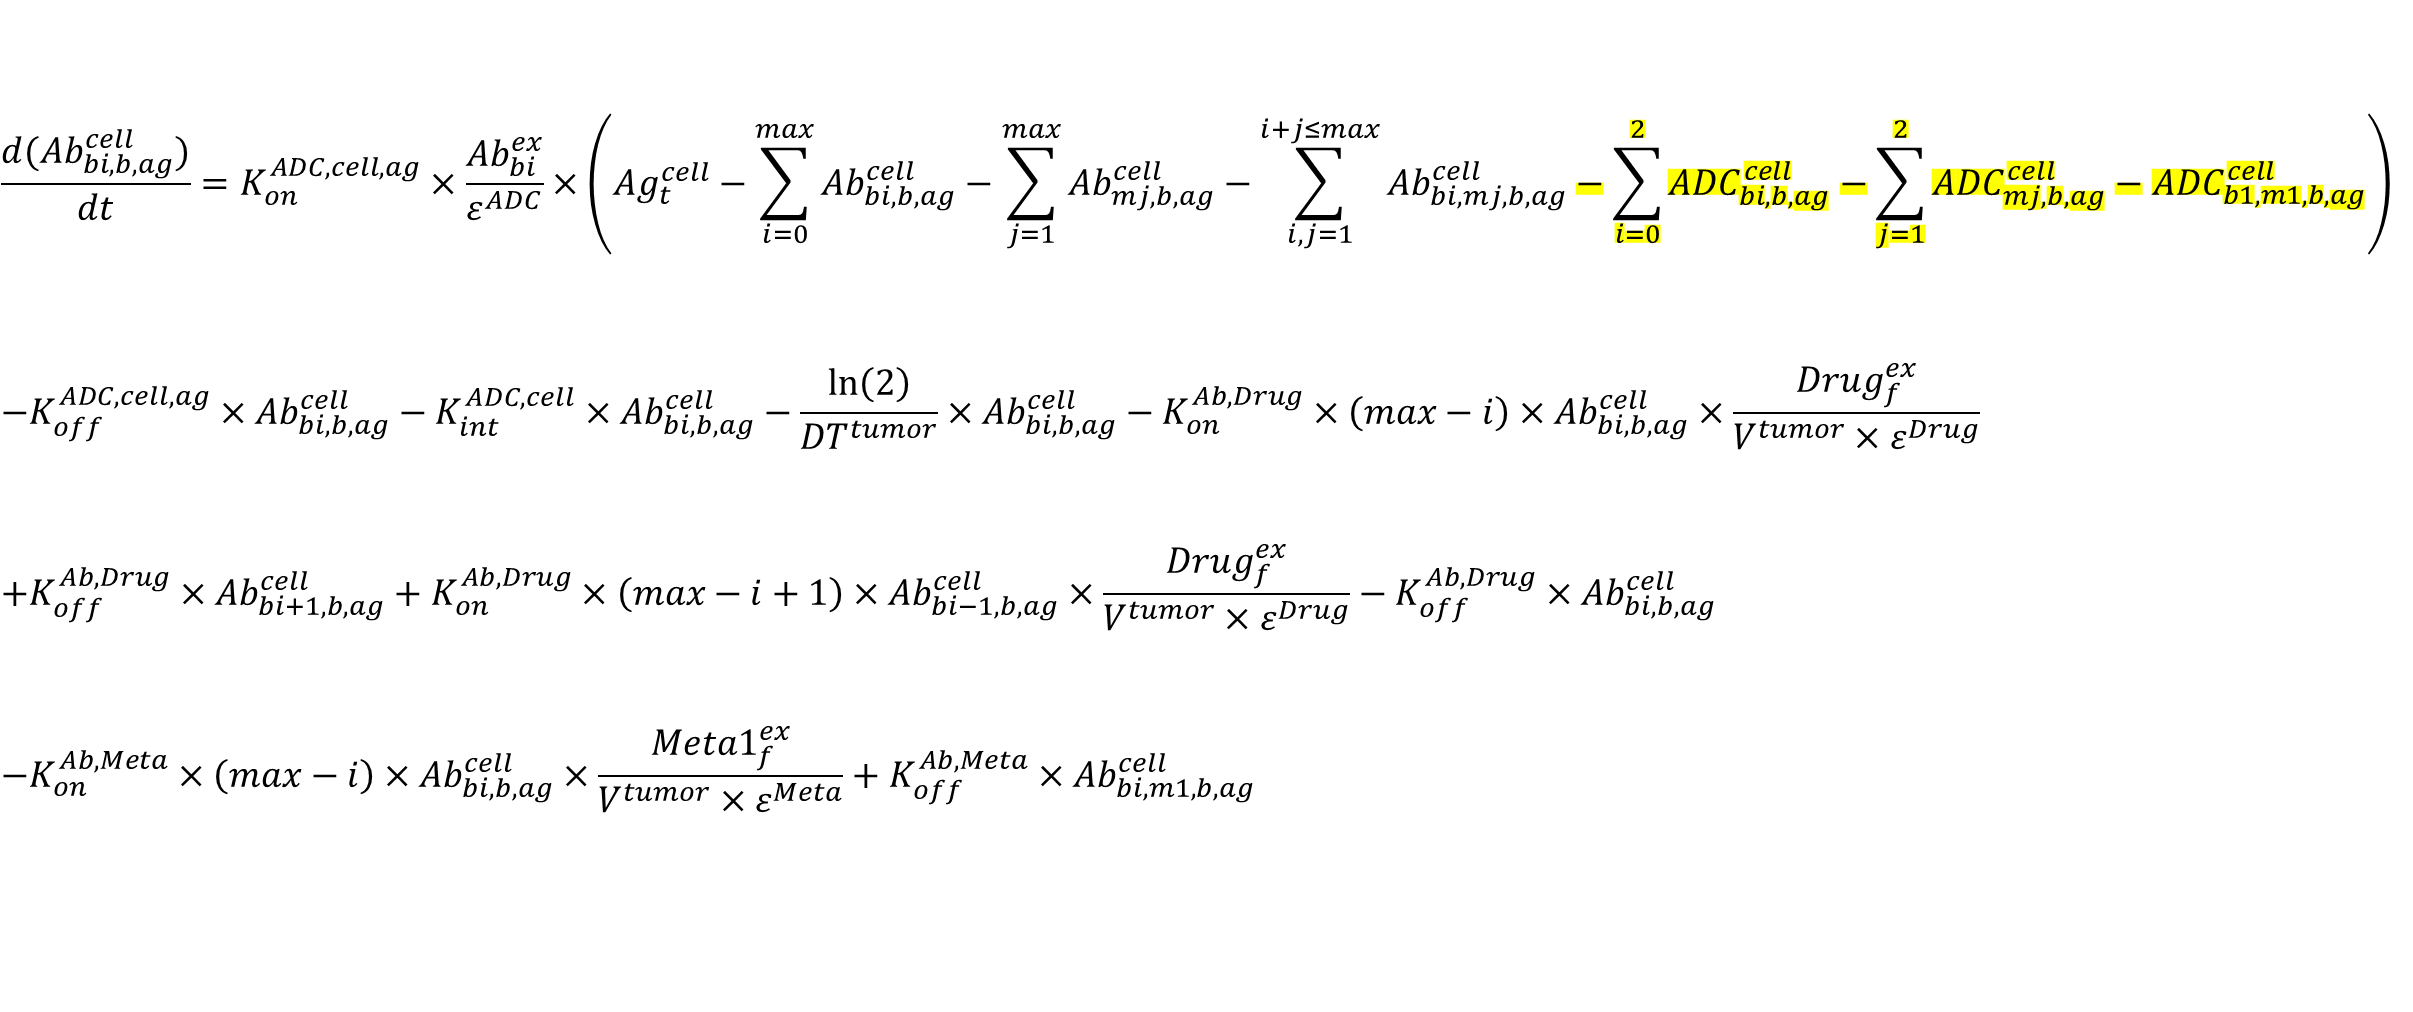 d(Ab^{cell}_{bi,b,ag})/dt = K^{ADC,cell,ag}_{on} × Ab^{ex}_{bi}/ε^{ADC} × (Ag^{cell}_t − ∑_{i=0}^{max} Ab^{cell}_{bi,b,ag} − ∑_{j=1}^{max} Ab^{cell}_{mj,b,ag} − ∑_{i,j=1}^{i+j≤max} Ab^{cell}_{bi,mj,b,ag} − ∑_{i=0}^{2} ADC^{cell}_{bi,b,ag} − ∑_{j=1}^{2} ADC^{cell}_{mj,b,ag} − ADC^{cell}_{b1,m1,b,ag})
−K^{ADC,cell,ag}_{off} × Ab^{cell}_{bi,b,ag} − K^{ADC,cell}_{int} × Ab^{cell}_{bi,b,ag} − ln(2)/DT^{tumor} × Ab^{cell}_{bi,b,ag} − K^{Ab,Drug}_{on} × (max − i) × Ab^{cell}_{bi,b,ag} × Drug^{ex}_f/(V^{tumor} × ε^{Drug})
+K^{Ab,Drug}_{off} × Ab^{cell}_{bi+1,b,ag} + K^{Ab,Drug}_{on} × (max − i + 1) × Ab^{cell}_{bi−1,b,ag} × Drug^{ex}_f/(V^{tumor} × ε^{Drug}) − K^{Ab,Drug}_{off} × Ab^{cell}_{bi,b,ag}
−K^{Ab,Meta}_{on} × (max − i) × Ab^{cell}_{bi,b,ag} × Meta1^{ex}_f/(V^{tumor} × ε^{Meta}) + K^{Ab,Meta}_{off} × Ab^{cell}_{bi,m1,b,ag}